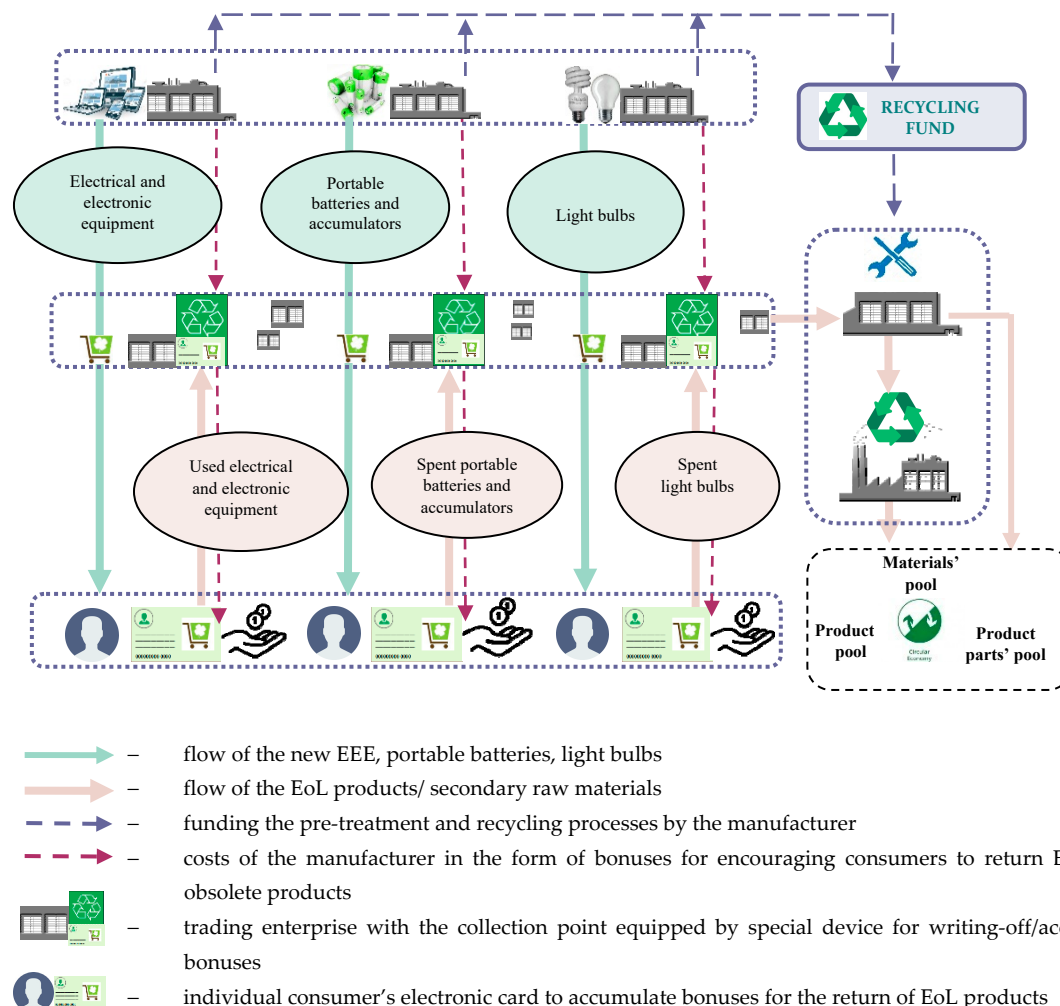 RECYCLING
FUND
Electrical and
electronic
equipment
Portable
batteries and
accumulators
Light bulbs
Used electrical
and electronic
equipment
Spent portable
batteries and
accumulators
Spent
light bulbs
Materials'
pool
Product
pool
Circular
Economy
Product
parts' pool
– flow of the new EEE, portable batteries, light bulbs
– flow of the EoL products/ secondary raw materials
– funding the pre-treatment and recycling processes by the manufacturer
– costs of the manufacturer in the form of bonuses for encouraging consumers to return
obsolete products
– trading enterprise with the collection point equipped by special device for writing-off/
bonuses
– individual consumer's electronic card to accumulate bonuses for the return of EoL products